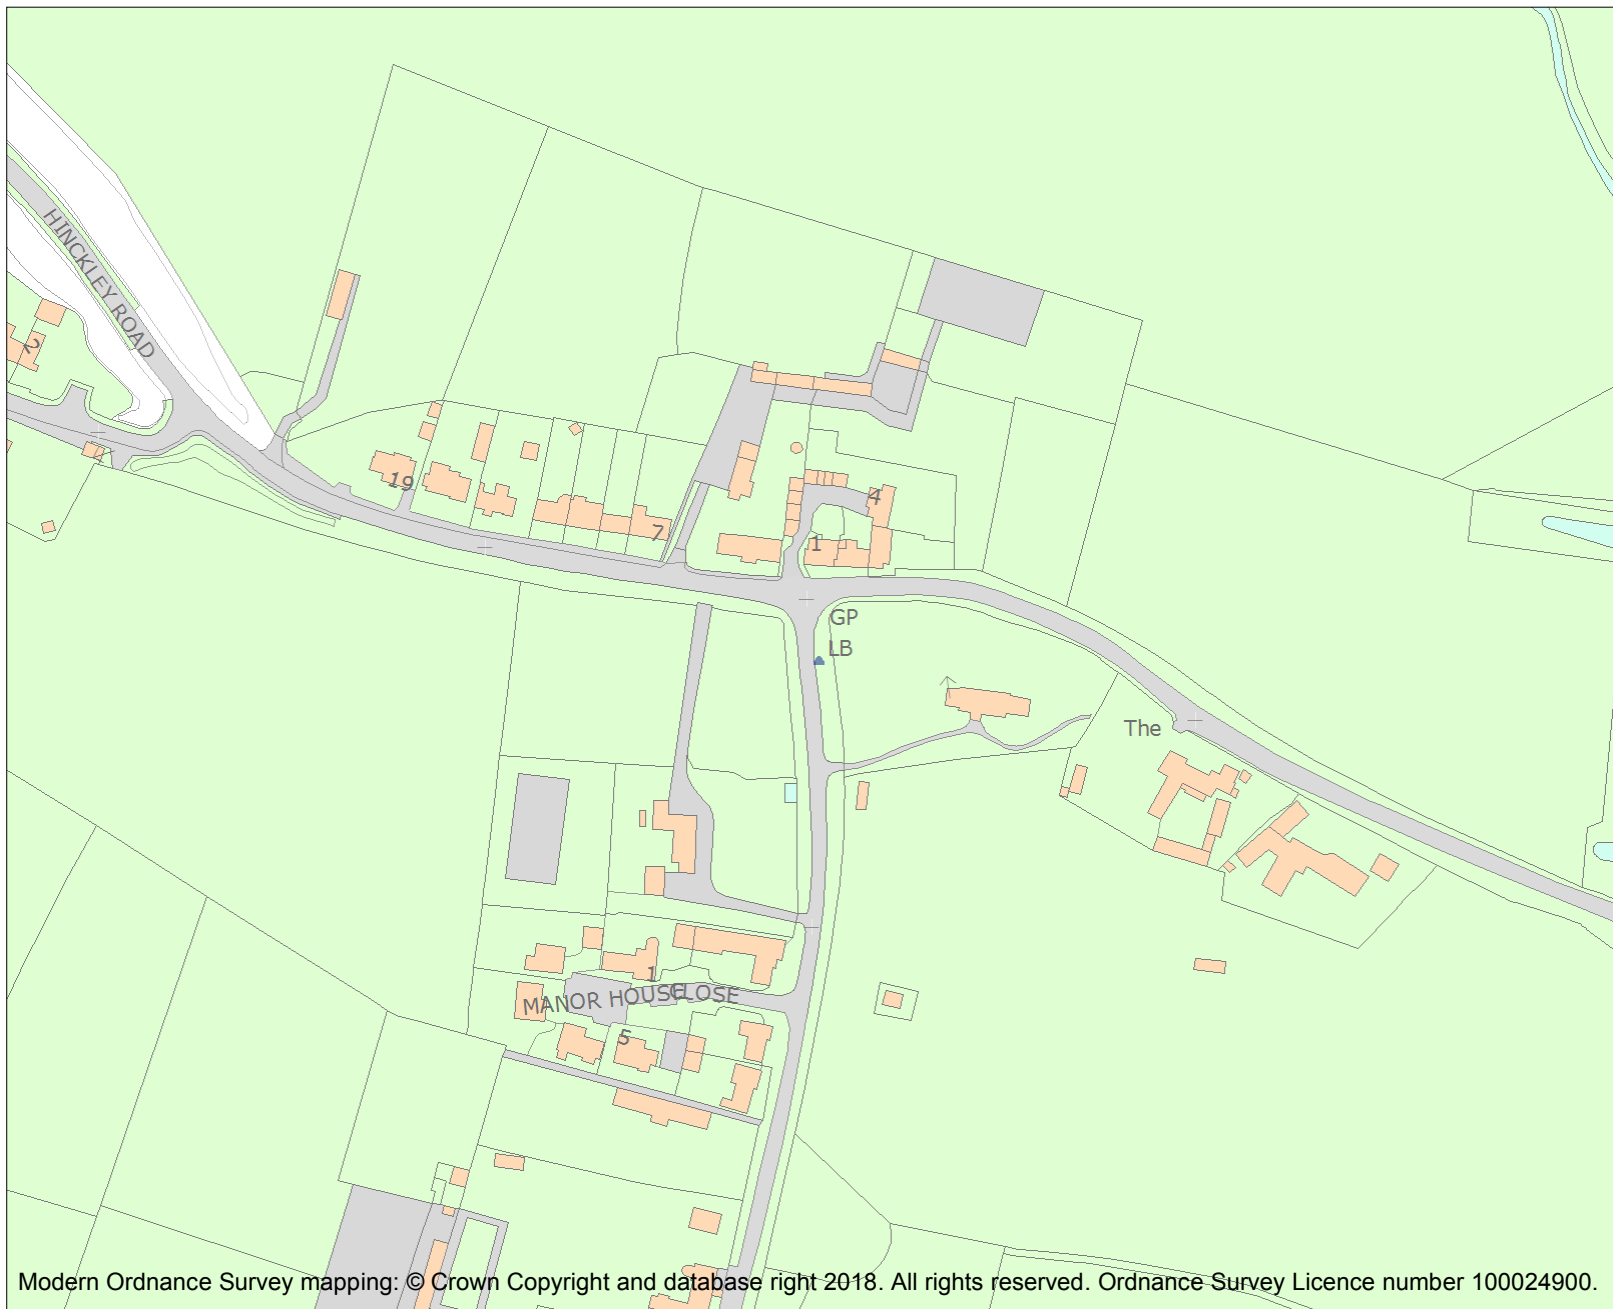 HINCKLEY ROAD
2
19
4
7
1
GP
LB
The
1
MANOR HOUSE CLOSE
5
Modern Ordnance Survey mapping: © Crown Copyright and database right 2018. All rights reserved. Ordnance Survey Licence number 100024900.